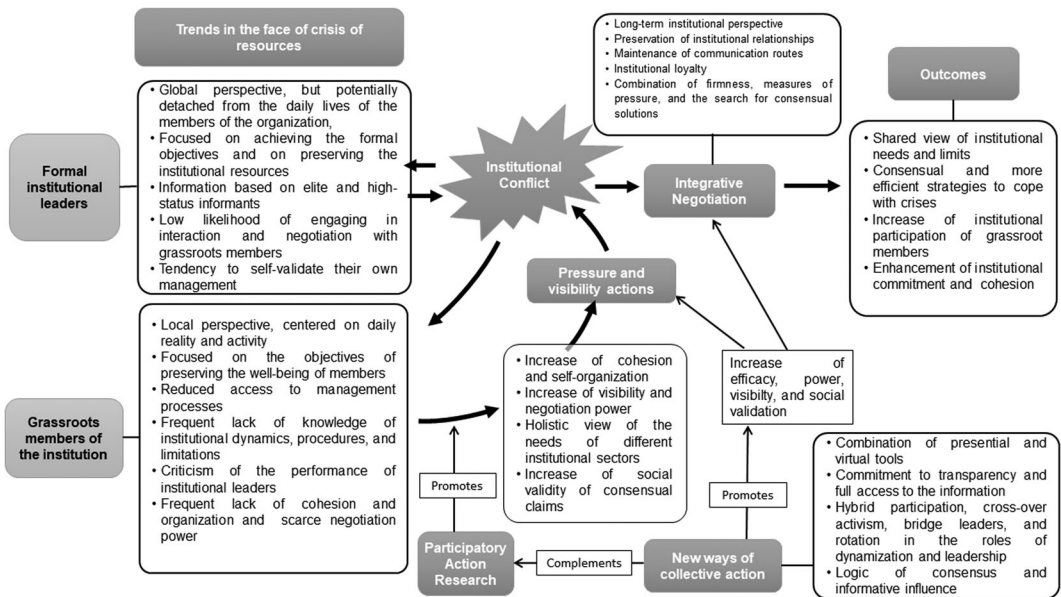 Trends in the face of crisis of
resources
• Global perspective, but potentially
detached from the daily lives of the
members of the organization,
• Focused on achieving the formal
objectives and on preserving the
institutional resources
• Information based on elite and high-
status informants
• Low likelihood of engaging in
interaction and negotiation with
grassroots members
• Tendency to self-validate their own
management
Formal
institutional
leaders
Institutional
Conflict
• Long-term institutional perspective
• Preservation of institutional relationships
• Maintenance of communication routes
• Institutional loyalty
• Combination of firmness, measures of
pressure, and the search for consensual
solutions
Integrative
Negotiation
Outcomes
• Shared view of institutional
needs and limits
• Consensual and more
efficient strategies to cope
with crises
• Increase of institutional
participation of grassroot
members
• Enhancement of institutional
commitment and cohesion
Pressure and
visibility actions
Grassroots
members of
the institution
• Local perspective, centered on daily
reality and activity
• Focused on the objectives of
preserving the well-being of members
• Reduced access to management
processes
• Frequent lack of knowledge of
institutional dynamics, procedures, and
limitations
• Criticism of the performance of
institutional leaders
• Frequent lack of cohesion and
organization and scarce negotiation
power
• Increase of cohesion
and self-organization
• Increase of visibility and
negotiation power
• Holistic view of the
needs of different
institutional sectors
• Increase of social
validity of consensual
claims
Increase of
efficacy, power,
visibilty, and social
validation
Promotes
Promotes
Participatory
Action
Research
Complements
New ways of
collective action
• Combination of presential and
virtual tools
• Commitment to transparency and
full access to the information
• Hybrid participation, cross-over
activism, bridge leaders, and
rotation in the roles of
dynamization and leadership
• Logic of consensus and
informative influence